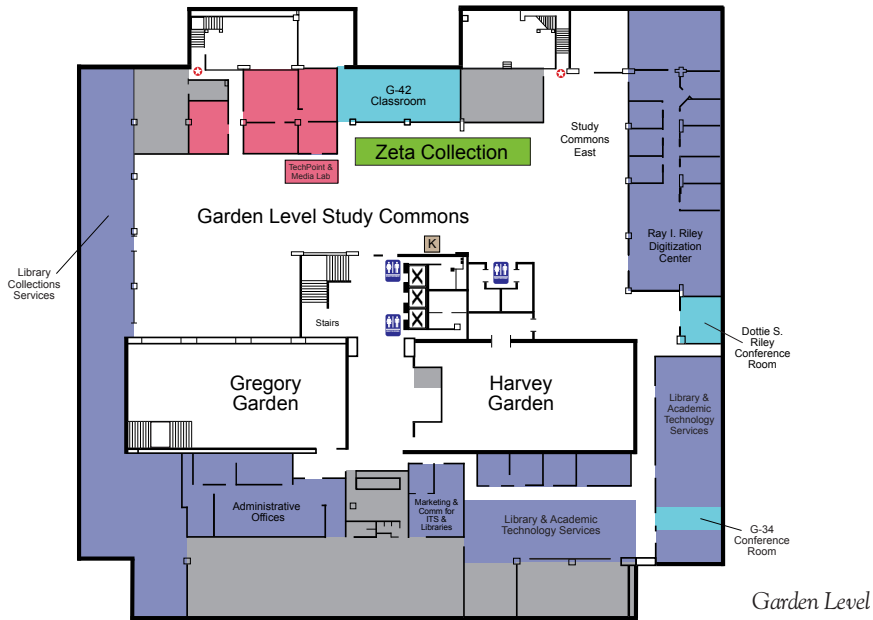 G-42
Classroom
Zeta Collection
Study
Commons
East
TechPoint &
Media Lab
Garden Level Study Commons
K
Ray I. Riley
Digitization
Center
Library
Collections
Services
Stairs
Dottie S.
Riley
Conference
Room
Gregory
Garden
Harvey
Garden
Library &
Academic
Technology
Services
Administrative
Offices
Marketing &
Comm for
ITS &
Libraries
Library & Academic
Technology Services
G-34
Conference
Room
Garden Level